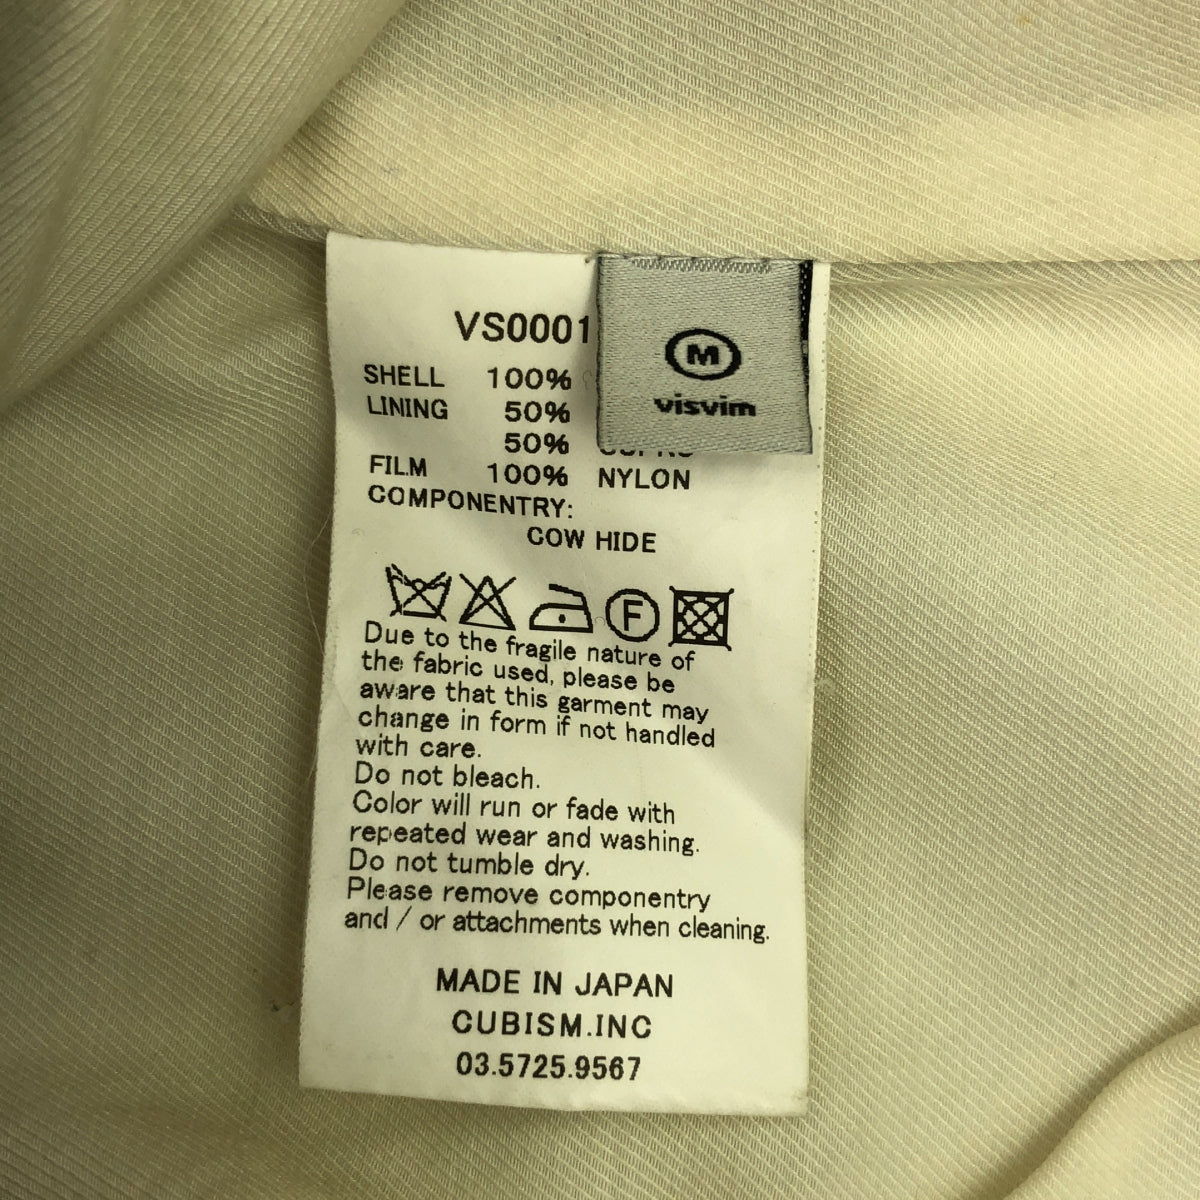 VS0001
M
visvim
SHELL 100%
LINING 50%
50%
FILM 100% NYLON
COMPONENTRY:
COW HIDE
F
Due to the fragile nature of
the fabric used, please be
aware that this garment may
change in form if not handled
with care.
Do not bleach.
Color will run or fade with
repeated wear and washing.
Do not tumble dry.
Please remove componentry
and / or attachments when cleaning.
MADE IN JAPAN
CUBISM.INC
03.5725.9567